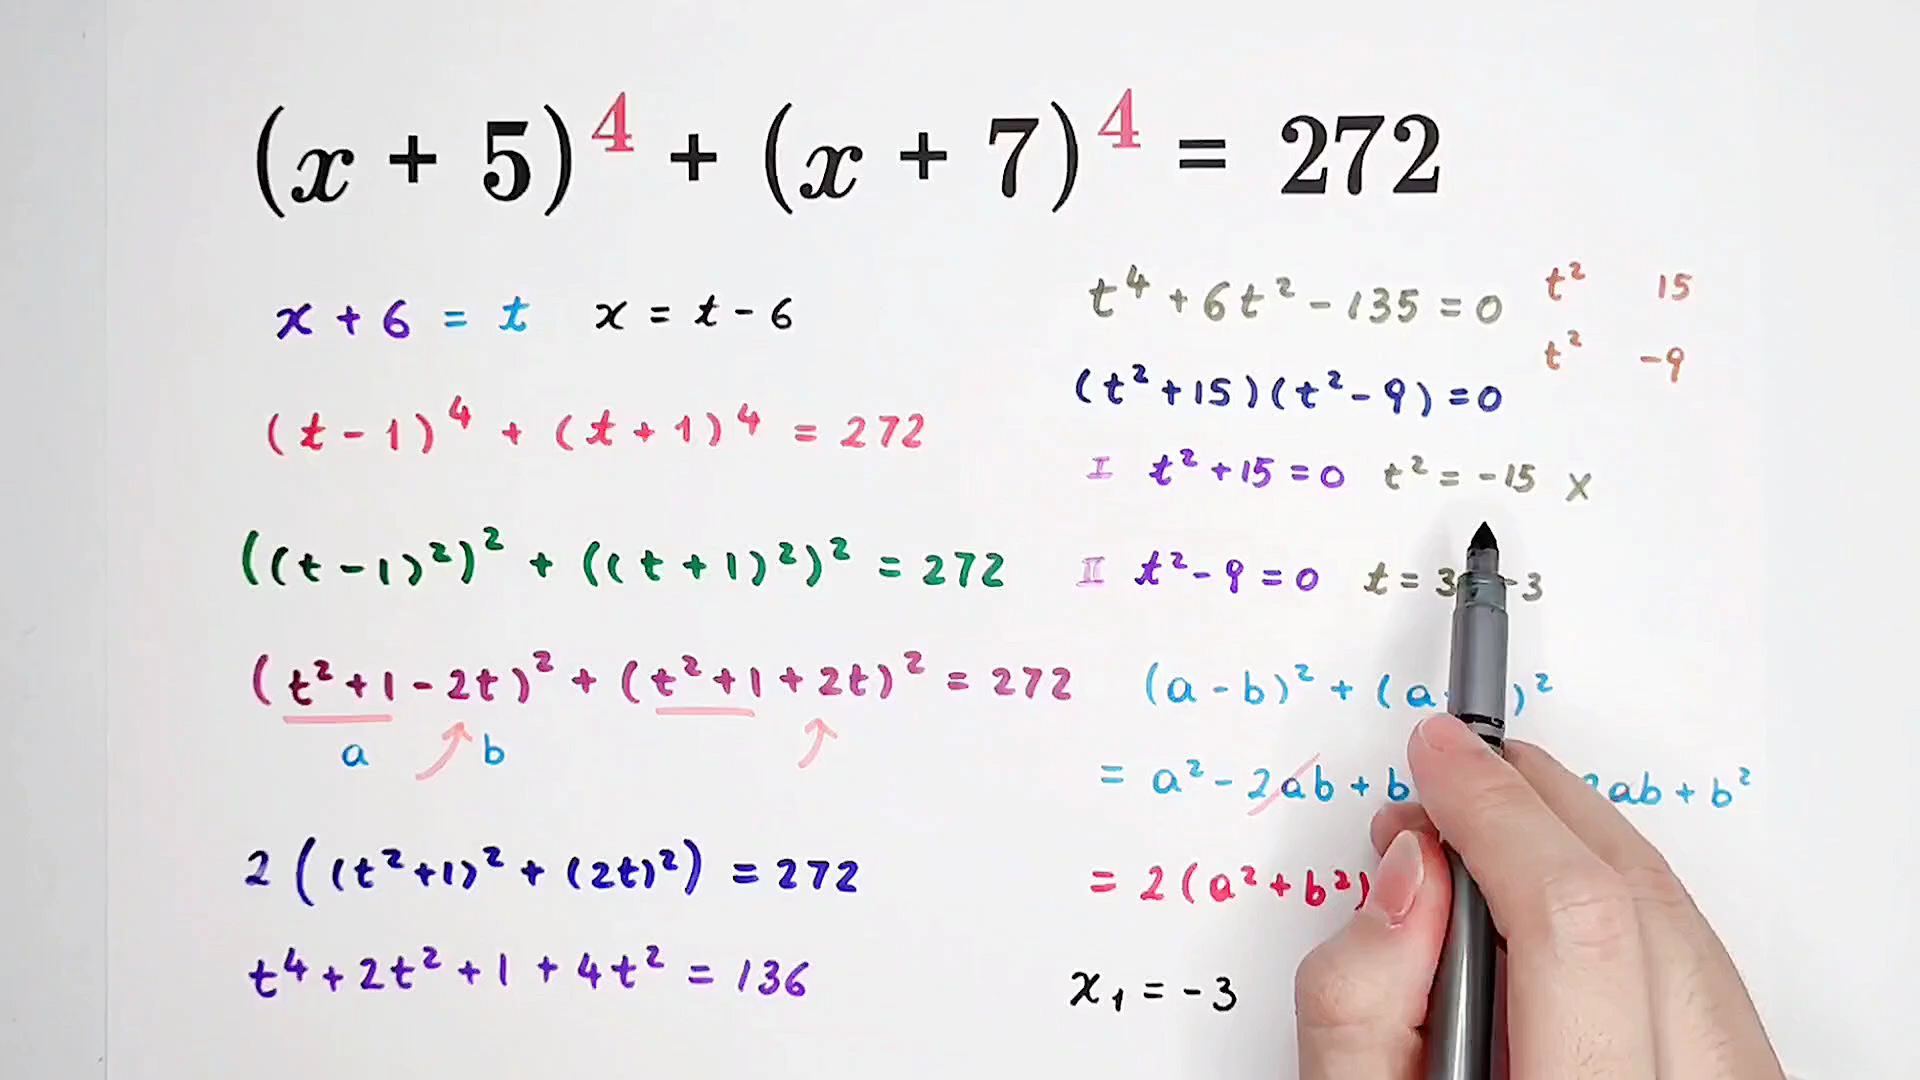 (x + 5)⁴ + (x + 7)⁴ = 272
x + 6 = t   x = t - 6
(t - 1)⁴ + (t + 1)⁴ = 272
((t - 1)²)² + ((t + 1)²)² = 272
(t² + 1 - 2t)² + (t² + 1 + 2t)² = 272
a   b
2((t² + 1)² + (2t)²) = 272
t⁴ + 2t² + 1 + 4t² = 136
t⁴ + 6t² - 135 = 0
t²   15
t²   -9
(t² + 15)(t² - 9) = 0
I   t² + 15 = 0   t² = -15   X
II   t² - 9 = 0   t = 3   -3
(a - b)² + (a   )²
= a² - 2ab + b   2ab + b²
= 2(a² + b²)
x₁ = -3